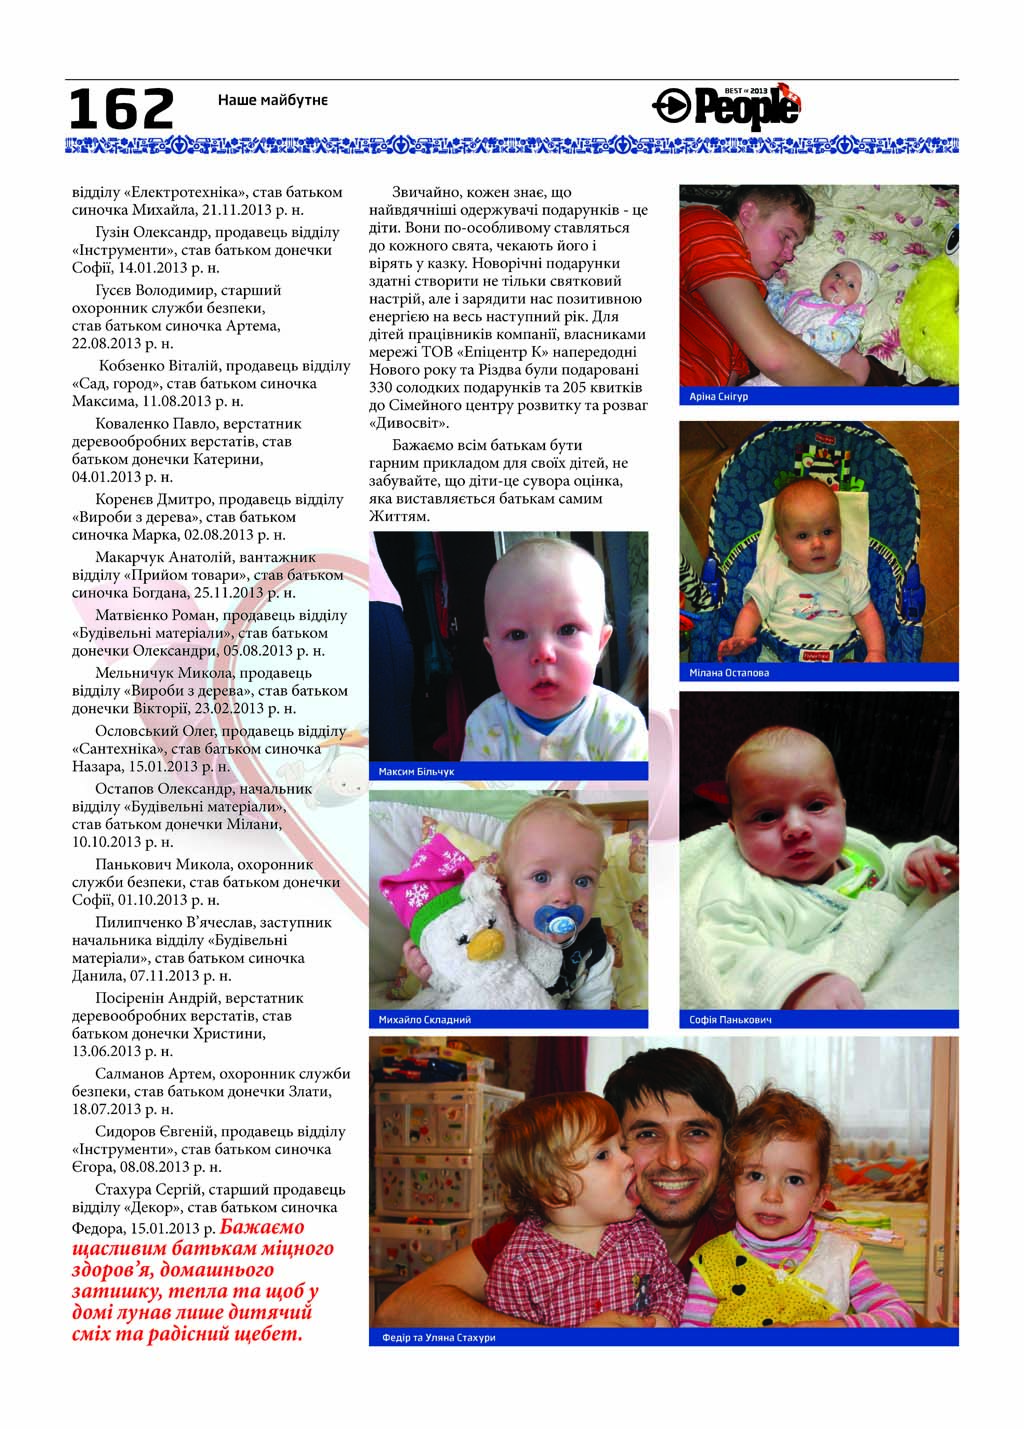 162
Наше майбутнє
BEST of 2013
People
відділу «Електротехніка», став батьком
синочка Михайла, 21.11.2013 р. н.
Гузін Олександр, продавець відділу
«Інструменти», став батьком донечки
Софії, 14.01.2013 р. н.
Гусєв Володимир, старший
охоронник служби безпеки,
став батьком синочка Артема,
22.08.2013 р. н.
Кобзенко Віталій, продавець відділу
«Сад, город», став батьком синочка
Максима, 11.08.2013 р. н.
Коваленко Павло, верстатник
деревообробних верстатів, став
батьком донечки Катерини,
04.01.2013 р. н.
Коренєв Дмитро, продавець відділу
«Вироби з дерева», став батьком
синочка Марка, 02.08.2013 р. н.
Макарчук Анатолій, вантажник
відділу «Прийом товари», став батьком
синочка Богдана, 25.11.2013 р. н.
Матвієнко Роман, продавець відділу
«Будівельні матеріали», став батьком
донечки Олександри, 05.08.2013 р. н.
Мельничук Микола, продавець
відділу «Вироби з дерева», став батьком
донечки Вікторії, 23.02.2013 р. н.
Ословський Олег, продавець відділу
«Сантехніка», став батьком синочка
Назара, 15.01.2013 р. н.
Остапов Олександр, начальник
відділу «Будівельні матеріали»,
став батьком донечки Мілани,
10.10.2013 р. н.
Панькович Микола, охоронник
служби безпеки, став батьком донечки
Софії, 01.10.2013 р. н.
Пилипченко В’ячеслав, заступник
начальника відділу «Будівельні
матеріали», став батьком синочка
Данила, 07.11.2013 р. н.
Посіренін Андрій, верстатник
деревообробних верстатів, став
батьком донечки Христини,
13.06.2013 р. н.
Салманов Артем, охоронник служби
безпеки, став батьком донечки Злати,
18.07.2013 р. н.
Сидоров Євгеній, продавець відділу
«Інструменти», став батьком синочка
Єгора, 08.08.2013 р. н.
Стахура Сергій, старший продавець
відділу «Декор», став батьком синочка
Федора, 15.01.2013 р. Бажаємо
щасливим батькам міцного
здоров’я, домашнього
затишку, тепла та щоб у
домі лунав лише дитячий
сміх та радісний щебет.
Звичайно, кожен знає, що
найвдячніші одержувачі подарунків - це
діти. Вони по-особливому ставляться
до кожного свята, чекають його і
вірять у казку. Новорічні подарунки
здатні створити не тільки святковий
настрій, але і зарядити нас позитивною
енергією на весь наступний рік. Для
дітей працівників компанії, власниками
мережі ТОВ «Епіцентр К» напередодні
Нового року та Різдва були подаровані
330 солодких подарунків та 205 квитків
до Сімейного центру розвитку та розваг
«Дивосвіт».
Бажаємо всім батькам бути
гарним прикладом для своїх дітей, не
забувайте, що діти-це сувора оцінка,
яка виставляється батькам самим
Життям.
Максим Більчук
Михайло Складний
Аріна Снігур
Мілана Остапова
Софія Панькович
Федір та Уляна Стахури